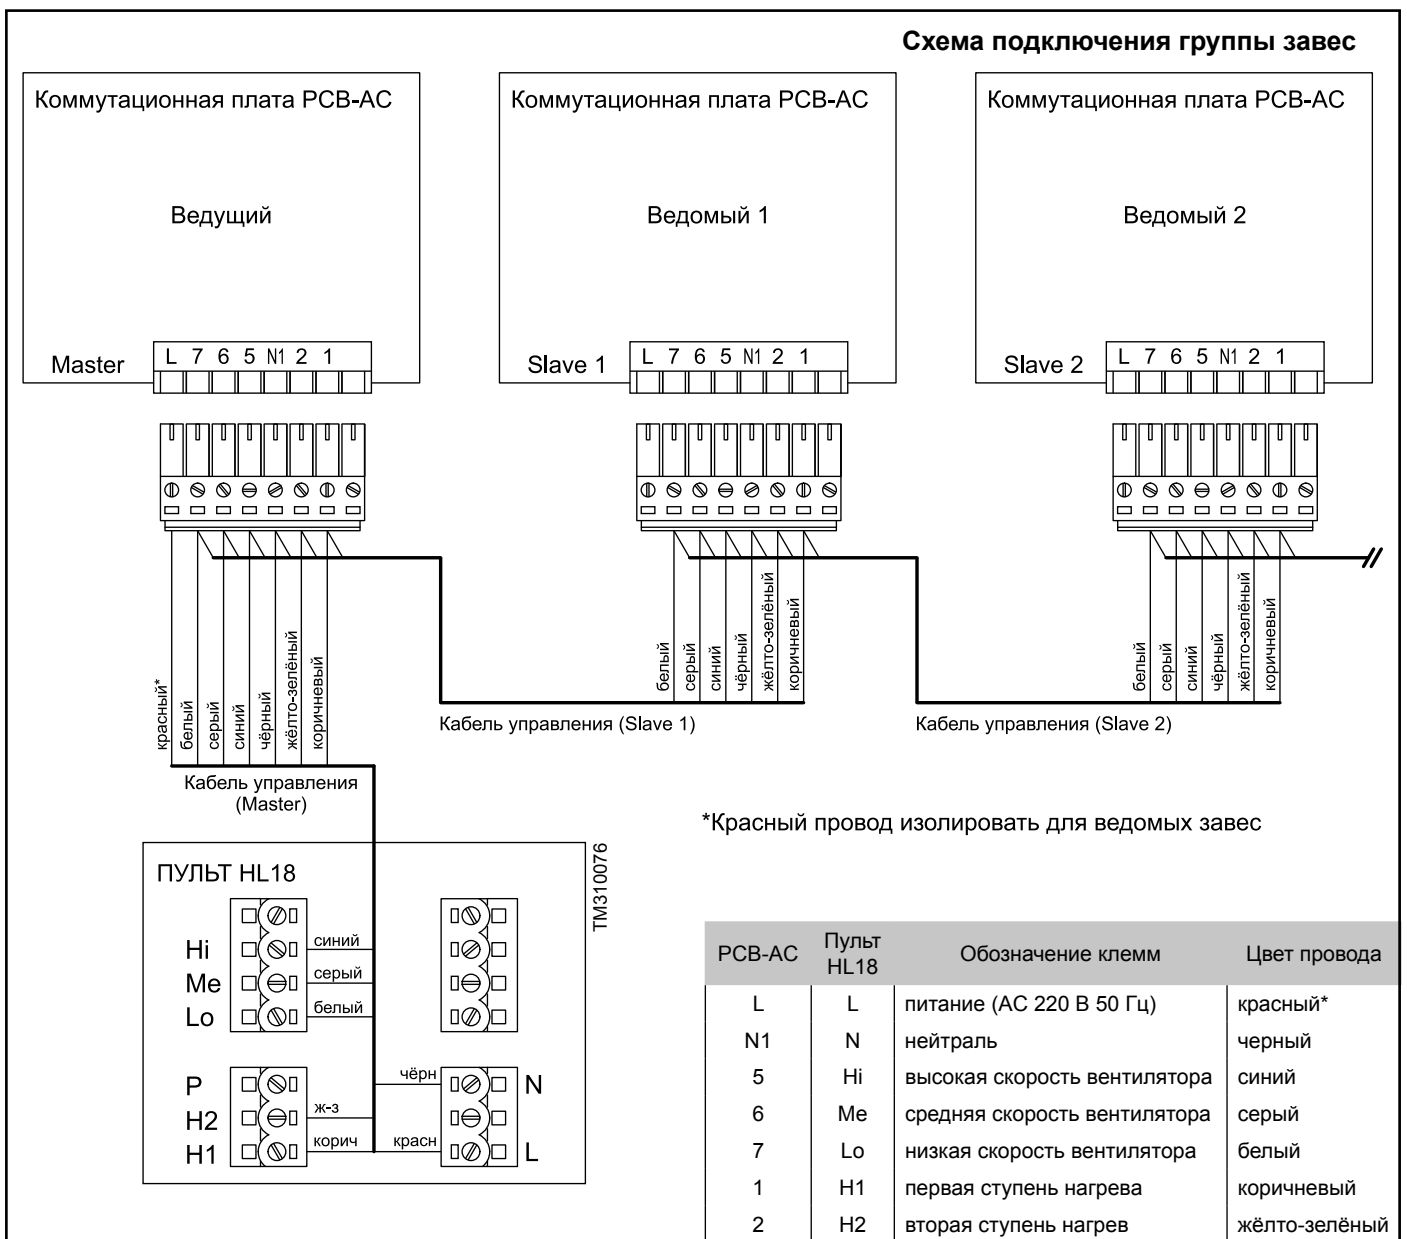 Схема подключения группы завес
Коммутационная плата PCB-AC
Ведущий
Master
L 7 6 5 N1 2 1
Коммутационная плата PCB-AC
Ведомый 1
Slave 1
L 7 6 5 N1 2 1
Коммутационная плата PCB-AC
Ведомый 2
Slave 2
L 7 6 5 N1 2 1
красный*
белый
серый
синий
чёрный
жёлто-зелёный
коричневый
Кабель управления
(Master)
белый
серый
синий
чёрный
жёлто-зелёный
коричневый
Кабель управления (Slave 1)
белый
серый
синий
чёрный
жёлто-зелёный
коричневый
Кабель управления (Slave 2)
*Красный провод изолировать для ведомых завес
ПУЛЬТ HL18
TM310076
Hi синий
Me серый
Lo белый
P чёрн N
H2 ж-з
H1 корич красн L
PCB-AC Пульт HL18 Обозначение клемм Цвет провода
L L питание (АС 220 В 50 Гц) красный*
N1 N нейтраль черный
5 Hi высокая скорость вентилятора синий
6 Me средняя скорость вентилятора серый
7 Lo низкая скорость вентилятора белый
1 H1 первая ступень нагрева коричневый
2 H2 вторая ступень нагрев жёлто-зелёный